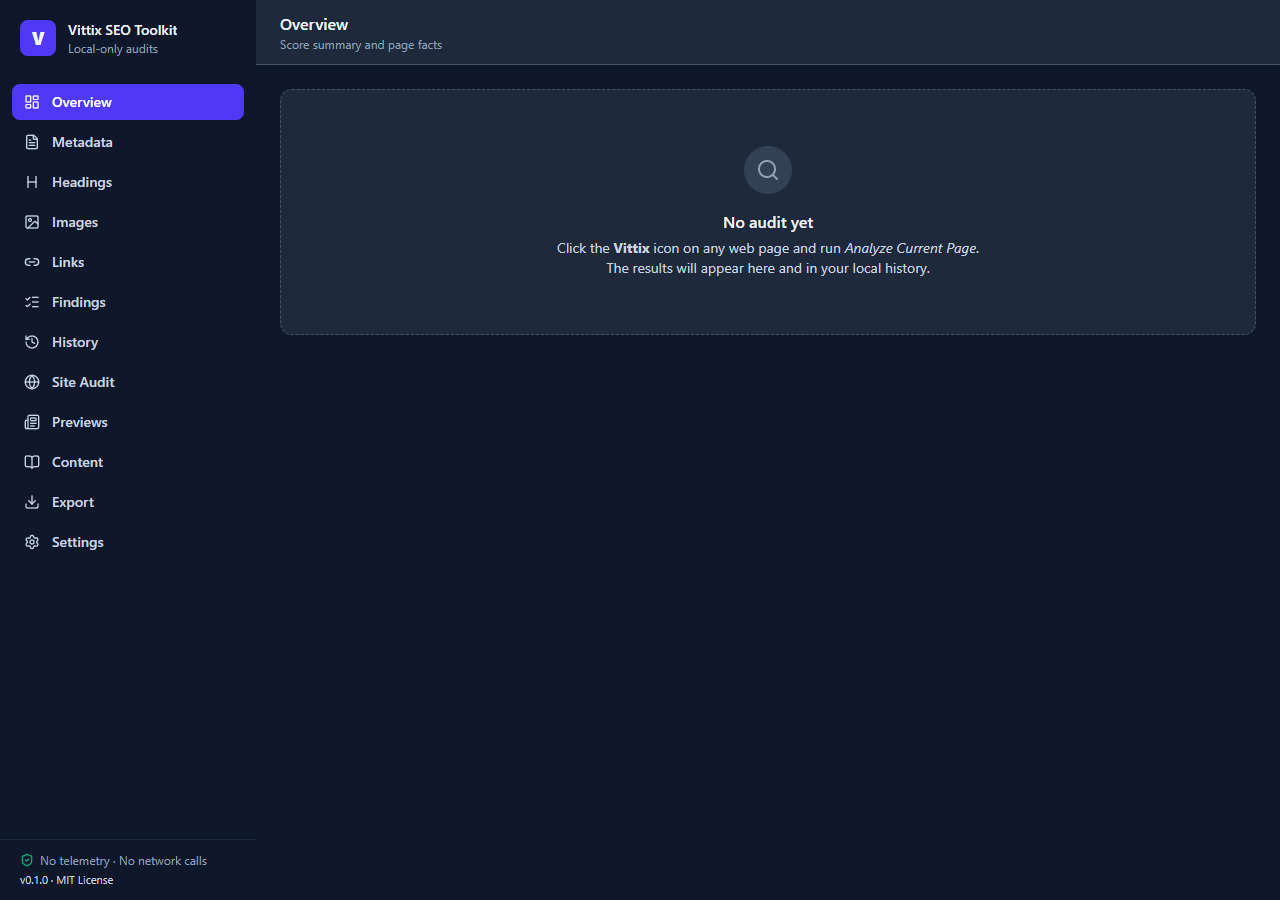 V
Vittix SEO Toolkit
Local-only audits
Overview
Metadata
Headings
Images
Links
Findings
History
Site Audit
Previews
Content
Export
Settings
No telemetry · No network calls
v0.1.0 · MIT License
Overview
Score summary and page facts
No audit yet
Click the Vittix icon on any web page and run Analyze Current Page.
The results will appear here and in your local history.